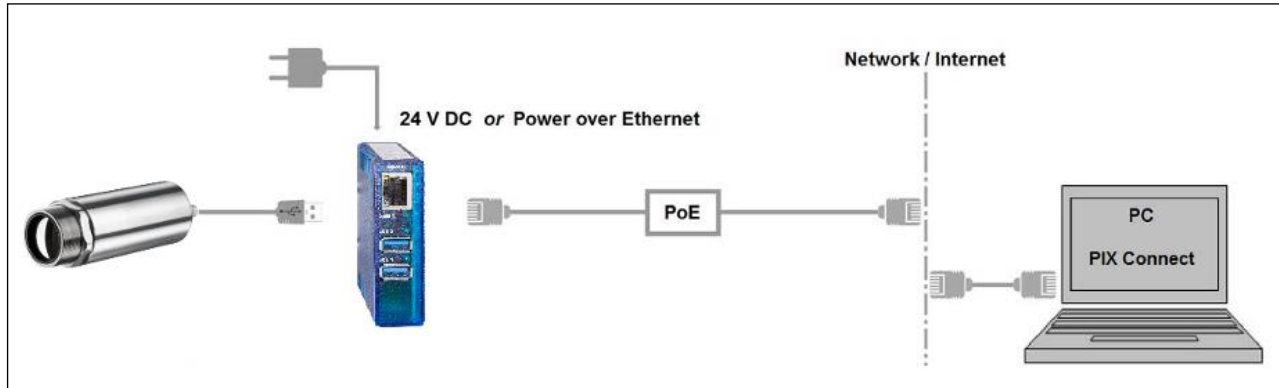 Network / Internet
24 V DC or Power over Ethernet
PoE
PC
PIX Connect